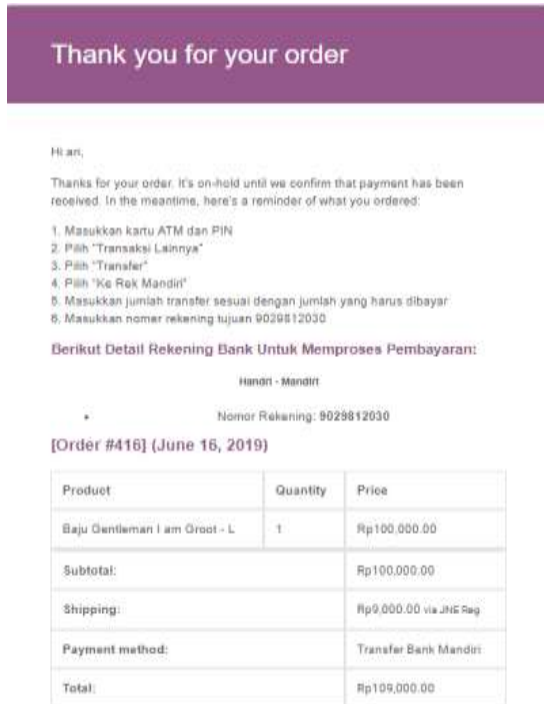 Thank you for your order
Hi an,
Thanks for your order. It's on-hold until we confirm that payment has been
received. In the meantime, here's a reminder of what you ordered:
1. Masukkan kartu ATM dan PIN
2. Pilih "Transaksi Lainnya"
3. Pilih "Transfer"
4. Pilih "Ke Rek Mandiri"
5. Masukkan jumlah transfer sesuai dengan jumlah yang harus dibayar
6. Masukkan nomer rekening tujuan 9029812030
Berikut Detail Rekening Bank Untuk Memproses Pembayaran:
Handri - Mandiri
• Nomor Rekening: 9029812030
[Order #416] (June 16, 2019)
Product Quantity Price
Baju Gentleman I am Groot - L 1 Rp100,000.00
Subtotal: Rp100,000.00
Shipping: Rp9,000.00 via JNE Reg
Payment method: Transfer Bank Mandiri
Total: Rp109,000.00